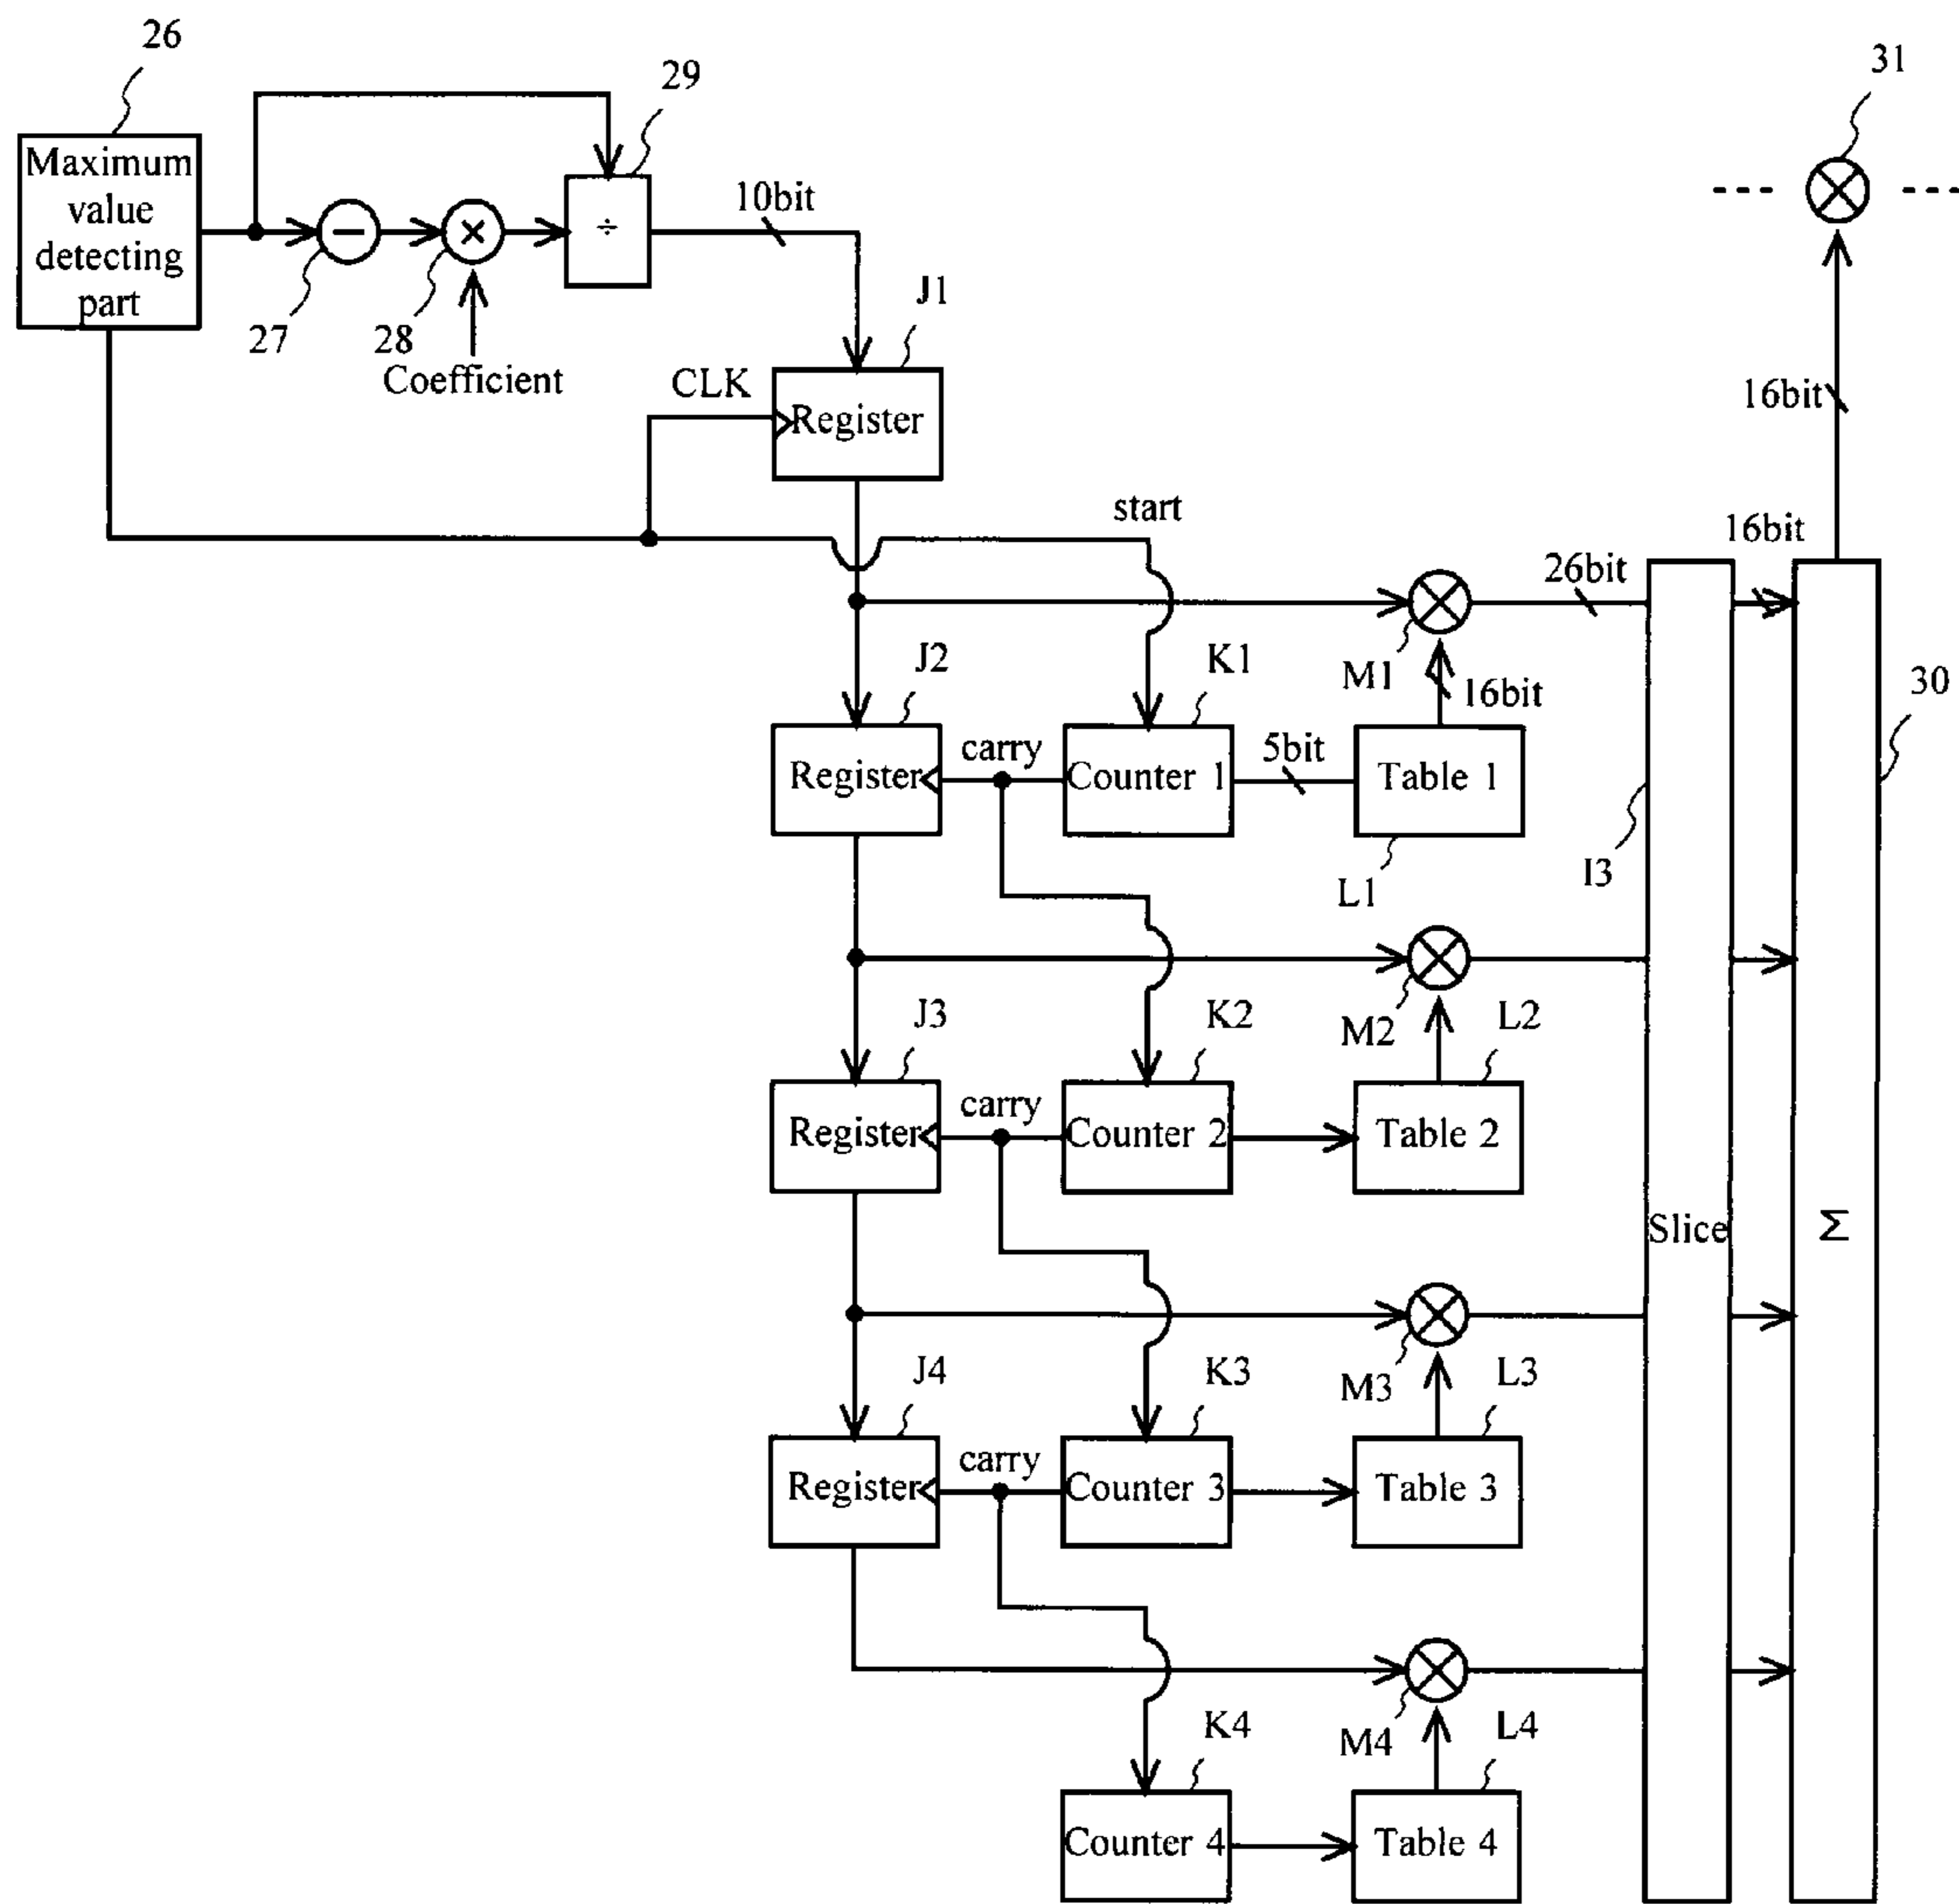 26
29
31
Maximum
value
detecting
part
−
×
÷
10bit
27
28
Coefficient
J1
CLK
Register
16bit
start
16bit
26bit
J2
K1
M1
16bit
30
Register
carry
Counter 1
5bit
Table 1
L1
I3
J3
K2
M2
L2
Register
carry
Counter 2
Table 2
Slice
Σ
J4
K3
M3
L3
Register
carry
Counter 3
Table 3
K4
M4
L4
Counter 4
Table 4